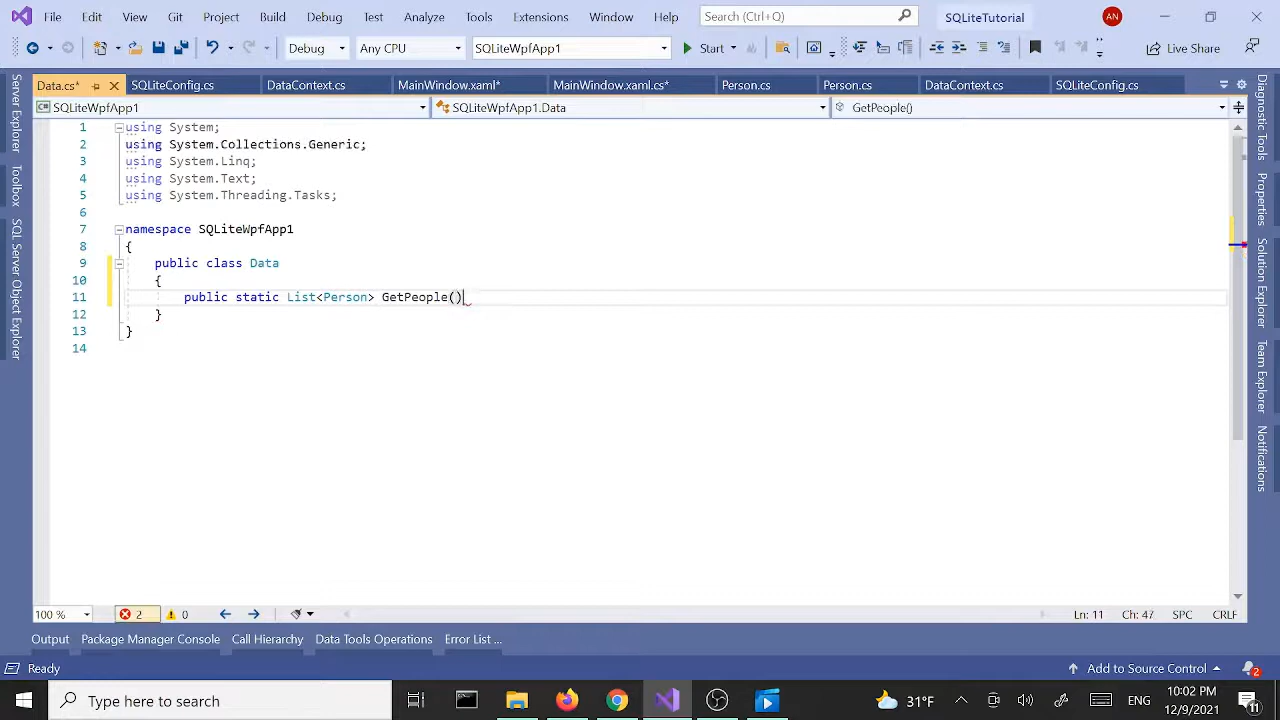 File Edit View Git Project Build Debug Test Analyze Tools Extensions Window Help Search (Ctrl+Q) SQLiteTutorial AN
Debug Any CPU SQLiteWpfApp1 Start Live Share
Data.cs* SQLiteConfig.cs DataContext.cs MainWindow.xaml* MainWindow.xaml.cs* Person.cs Person.cs DataContext.cs SQLiteConfig.cs
SQLiteWpfApp1 SQLiteWpfApp1.Data GetPeople()
1 using System;
2 using System.Collections.Generic;
3 using System.Linq;
4 using System.Text;
5 using System.Threading.Tasks;
6
7 namespace SQLiteWpfApp1
8 {
9 public class Data
10 {
11 public static List<Person> GetPeople()
12 }
13 }
14
Server Explorer
Toolbox
SQL Server Object Explorer
Diagnostic Tools
Properties
Solution Explorer
Team Explorer
Notifications
100 % 2 0 Ln: 11 Ch: 47 SPC CRLF
Output Package Manager Console Call Hierarchy Data Tools Operations Error List ...
Ready Add to Source Control 2
Type here to search 31°F ENG 10:02 PM 12/9/2021 11